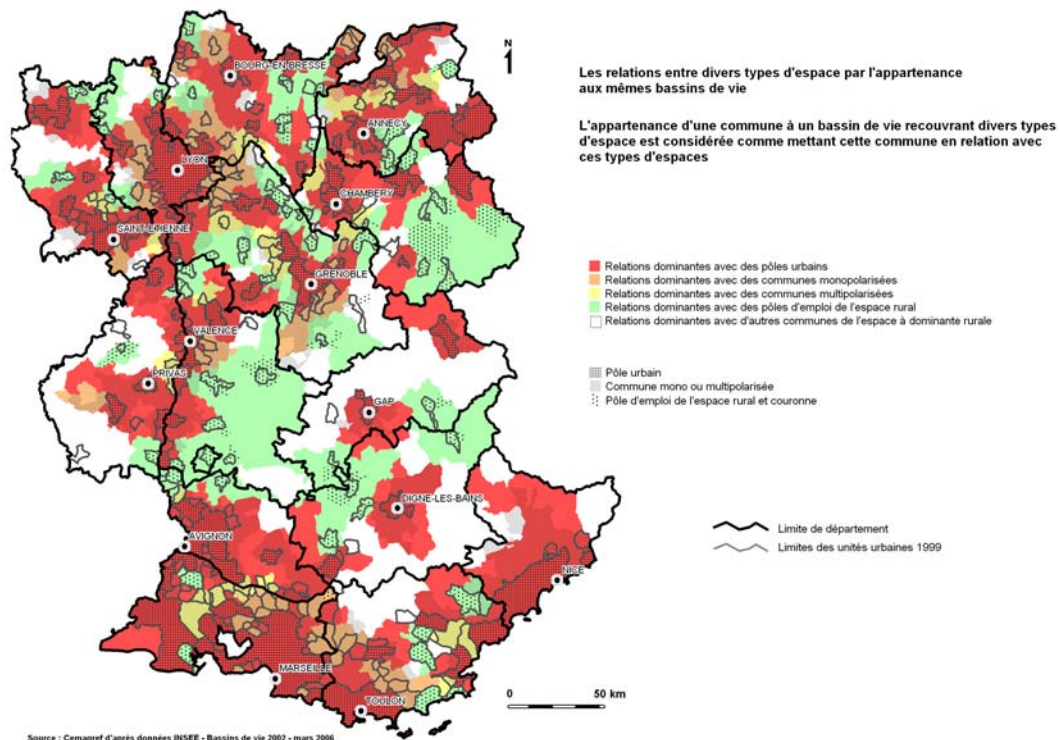 Les relations entre divers types d'espace par l'appartenance
aux mêmes bassins de vie
L'appartenance d'une commune à un bassin de vie recouvrant divers types
d'espace est considérée comme mettant cette commune en relation avec
ces types d'espaces
N
BOURG-EN-BRESSE
ANNECY
LYON
CHAMBERY
SAINT-ETIENNE
GRENOBLE
VALENCE
PRIVAS
GAP
DIGNE-LES-BAINS
AVIGNON
NICE
MARSEILLE
TOULON
Relations dominantes avec des pôles urbains
Relations dominantes avec des communes monopolarisées
Relations dominantes avec des communes multipolarisées
Relations dominantes avec des pôles d'emploi de l'espace rural
Relations dominantes avec d'autres communes de l'espace à dominante rurale
Pôle urbain
Commune mono ou multipolarisée
Pôle d'emploi de l'espace rural et couronne
Limite de département
Limites des unités urbaines 1999
0 50 km
Source : Cemagref d'après données INSEE - Bassins de vie 2002 - mars 2006